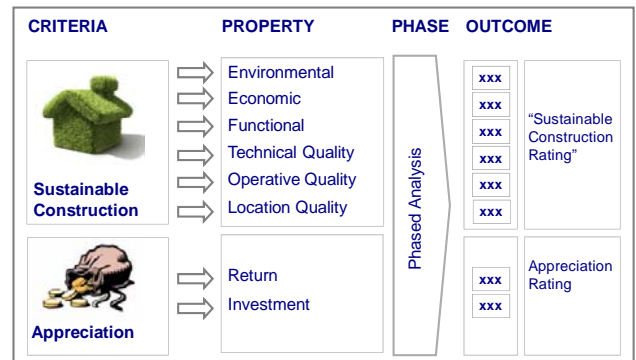 CRITERIA PROPERTY PHASE OUTCOME
Sustainable
Construction
Environmental
Economic
Functional
Technical Quality
Operative Quality
Location Quality
Appreciation
Return
Investment
Phased Analysis
xxx
xxx
xxx
xxx
xxx
xxx
“Sustainable
Construction
Rating”
xxx
xxx
Appreciation
Rating